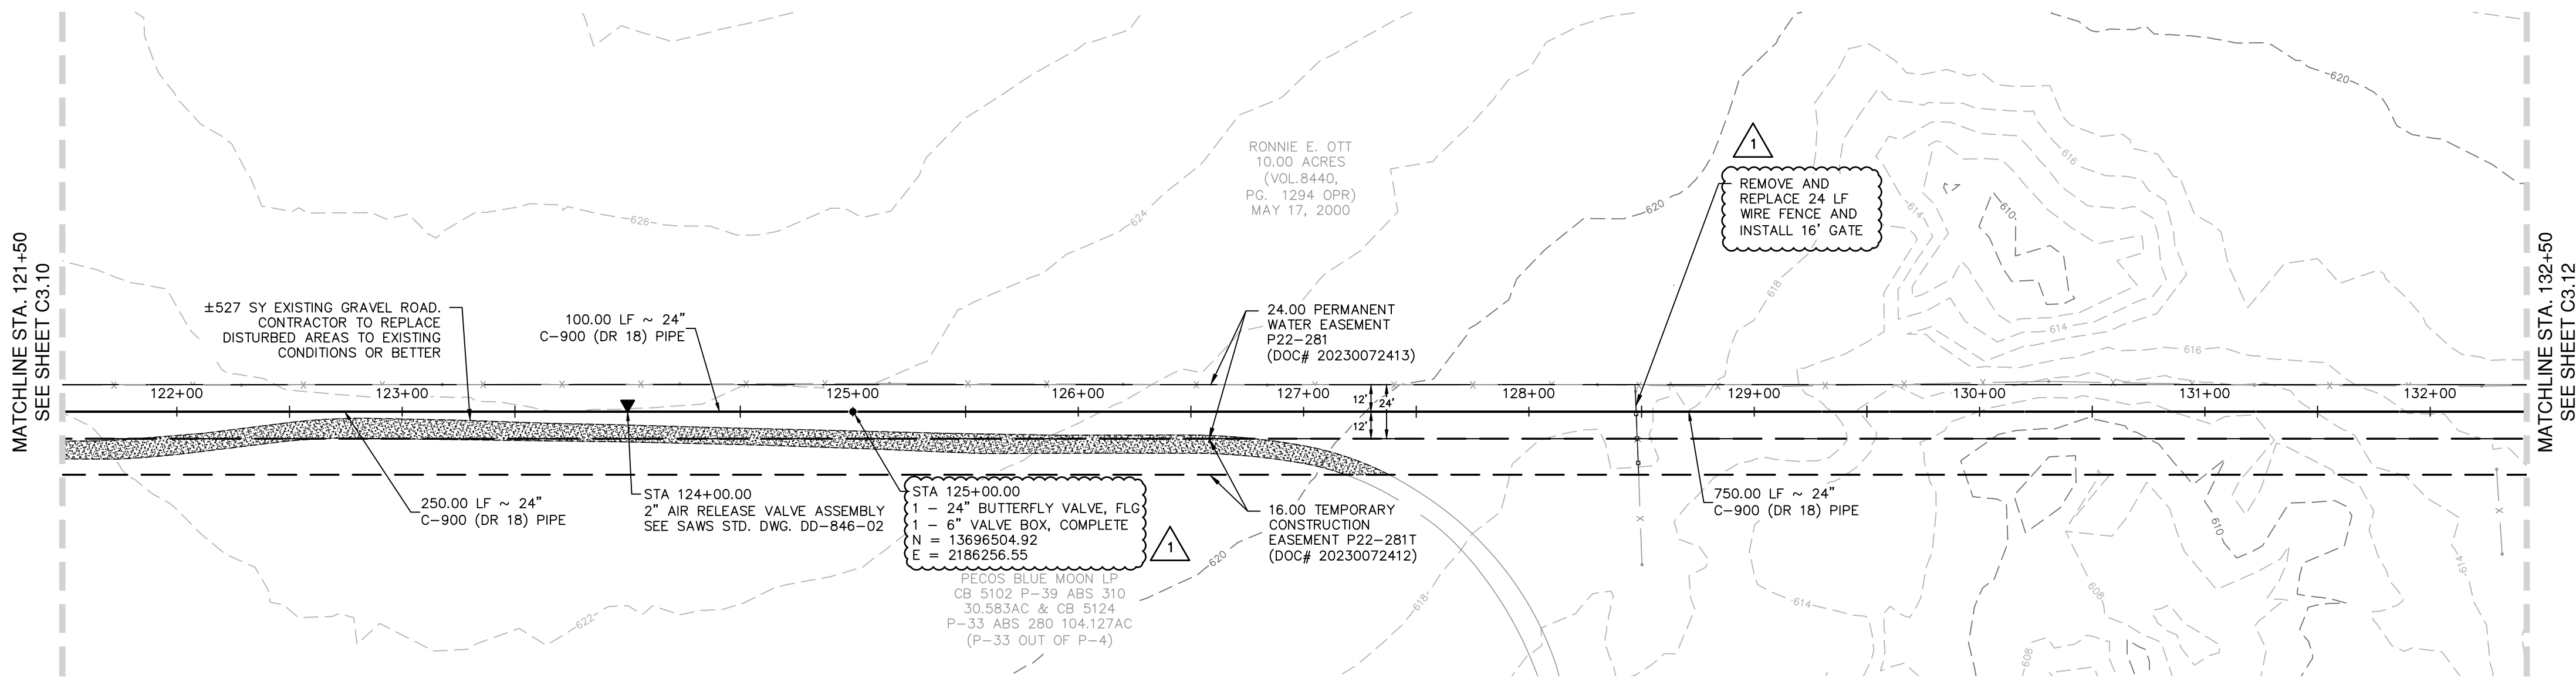 MATCHLINE STA. 121+50
SEE SHEET C3.10
±527 SY EXISTING GRAVEL ROAD.
CONTRACTOR TO REPLACE
DISTURBED AREAS TO EXISTING
CONDITIONS OR BETTER
100.00 LF ~ 24"
C-900 (DR 18) PIPE
626
624
RONNIE E. OTT
10.00 ACRES
(VOL.8440,
PG. 1294 OPR)
MAY 17, 2000
24.00 PERMANENT
WATER EASEMENT
P22-281
(DOC# 20230072413)
620
1
REMOVE AND
REPLACE 24 LF
WIRE FENCE AND
INSTALL 16' GATE
618
614
616
610
614
616
620
122+00
123+00
125+00
126+00
127+00
128+00
129+00
130+00
131+00
132+00
12'
24'
12'
250.00 LF ~ 24"
C-900 (DR 18) PIPE
STA 124+00.00
2" AIR RELEASE VALVE ASSEMBLY
SEE SAWS STD. DWG. DD-846-02
STA 125+00.00
1 - 24" BUTTERFLY VALVE, FLG
1 - 6" VALVE BOX, COMPLETE
N = 13696504.92
E = 2186256.55
1
PECOS BLUE MOON LP
CB 5102 P-39 ABS 310
30.583AC & CB 5124
P-33 ABS 280 104.127AC
(P-33 OUT OF P-4)
16.00 TEMPORARY
CONSTRUCTION
EASEMENT P22-281T
(DOC# 20230072412)
750.00 LF ~ 24"
C-900 (DR 18) PIPE
622
620
618
614
608
610
614
608
MATCHLINE STA. 132+50
SEE SHEET C3.12